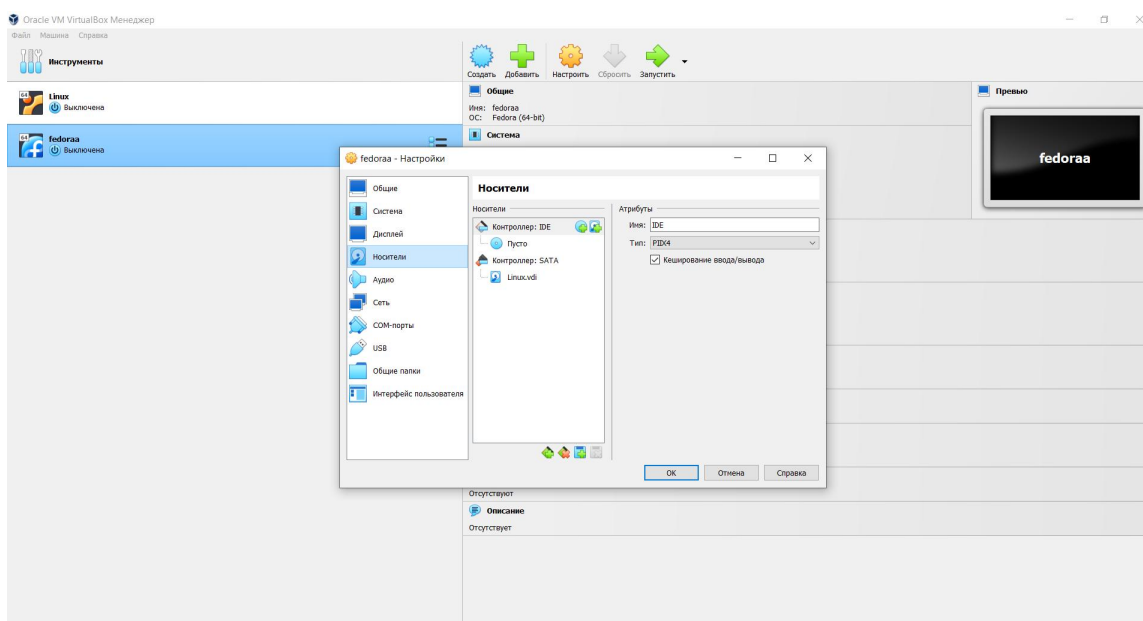 Oracle VM VirtualBox Менеджер
Файл Машина Справка
Инструменты
Создать Добавить Настроить Сбросить Запустить
64
Linux
Выключена
64
fedoraa
Выключена
Общие
Имя: fedoraa
ОС: Fedora (64-bit)
Система
Превью
fedoraa
fedoraa - Настройки
Общие
Система
Дисплей
Носители
Аудио
Сеть
COM-порты
USB
Общие папки
Интерфейс пользователя
Носители
Носители
Контроллер: IDE
Пусто
Контроллер: SATA
Linux.vdi
Атрибуты
Имя: IDE
Тип: PIIX4
Кеширование ввода/вывода
OK Отмена Справка
Отсутствуют
Описание
Отсутствует